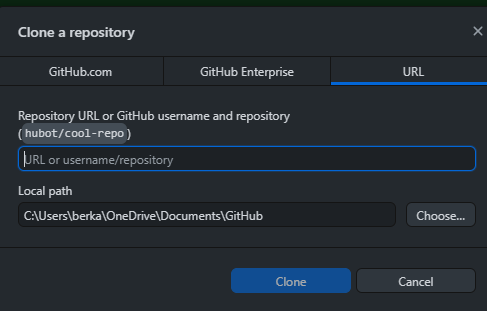 Clone a repository
GitHub.com
GitHub Enterprise
URL
Repository URL or GitHub username and repository
(hubot/cool-repo)
URL or username/repository
Local path
C:\Users\berka\OneDrive\Documents\GitHub
Choose...
Clone
Cancel